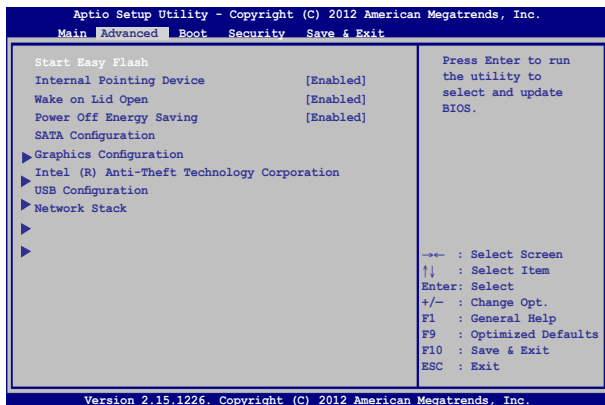 Aptio Setup Utility - Copyright (C) 2012 American Megatrends, Inc.
Main Advanced Boot Security Save & Exit
Start Easy Flash
Internal Pointing Device [Enabled]
Wake on Lid Open [Enabled]
Power Off Energy Saving [Enabled]
SATA Configuration
Graphics Configuration
Intel (R) Anti-Theft Technology Corporation
USB Configuration
Network Stack
Press Enter to run
the utility to
select and update
BIOS.
→← : Select Screen
↑↓ : Select Item
Enter: Select
+/— : Change Opt.
F1 : General Help
F9 : Optimized Defaults
F10 : Save & Exit
ESC : Exit
Version 2.15.1226. Copyright (C) 2012 American Megatrends, Inc.